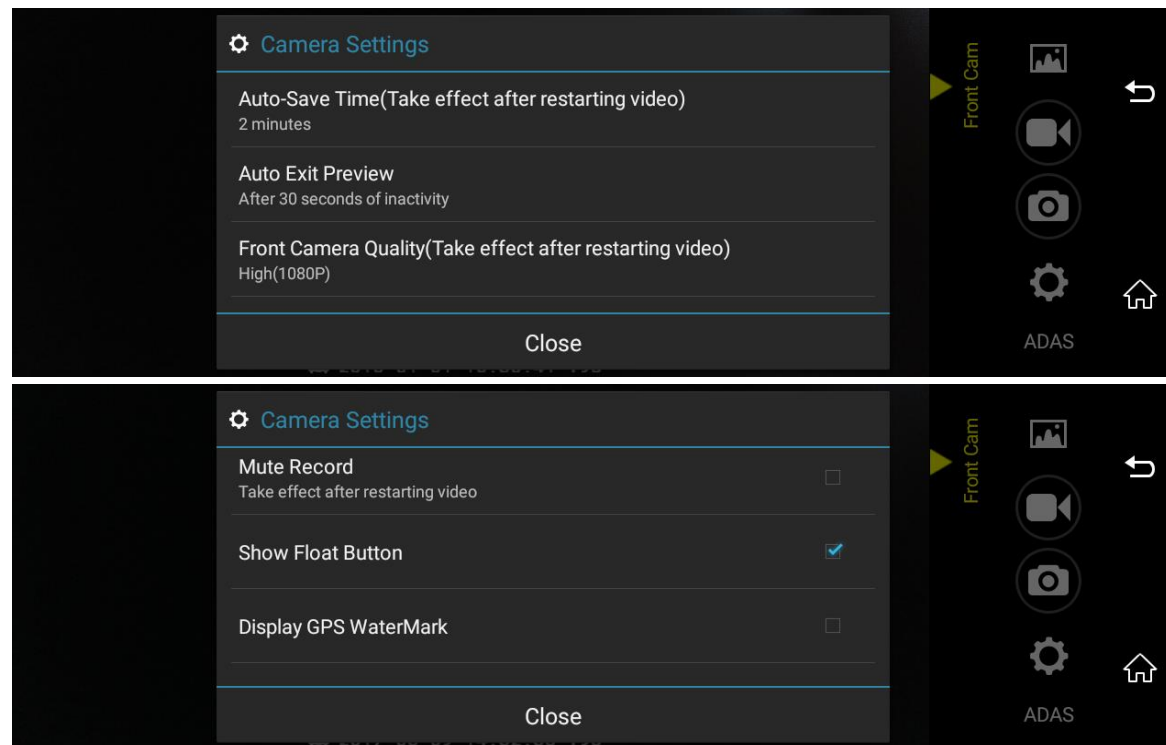 Camera Settings
Auto-Save Time(Take effect after restarting video)
2 minutes
Auto Exit Preview
After 30 seconds of inactivity
Front Camera Quality(Take effect after restarting video)
High(1080P)
Close
Front Cam
ADAS
Camera Settings
Mute Record
Take effect after restarting video
Show Float Button
Display GPS WaterMark
Close
Front Cam
ADAS